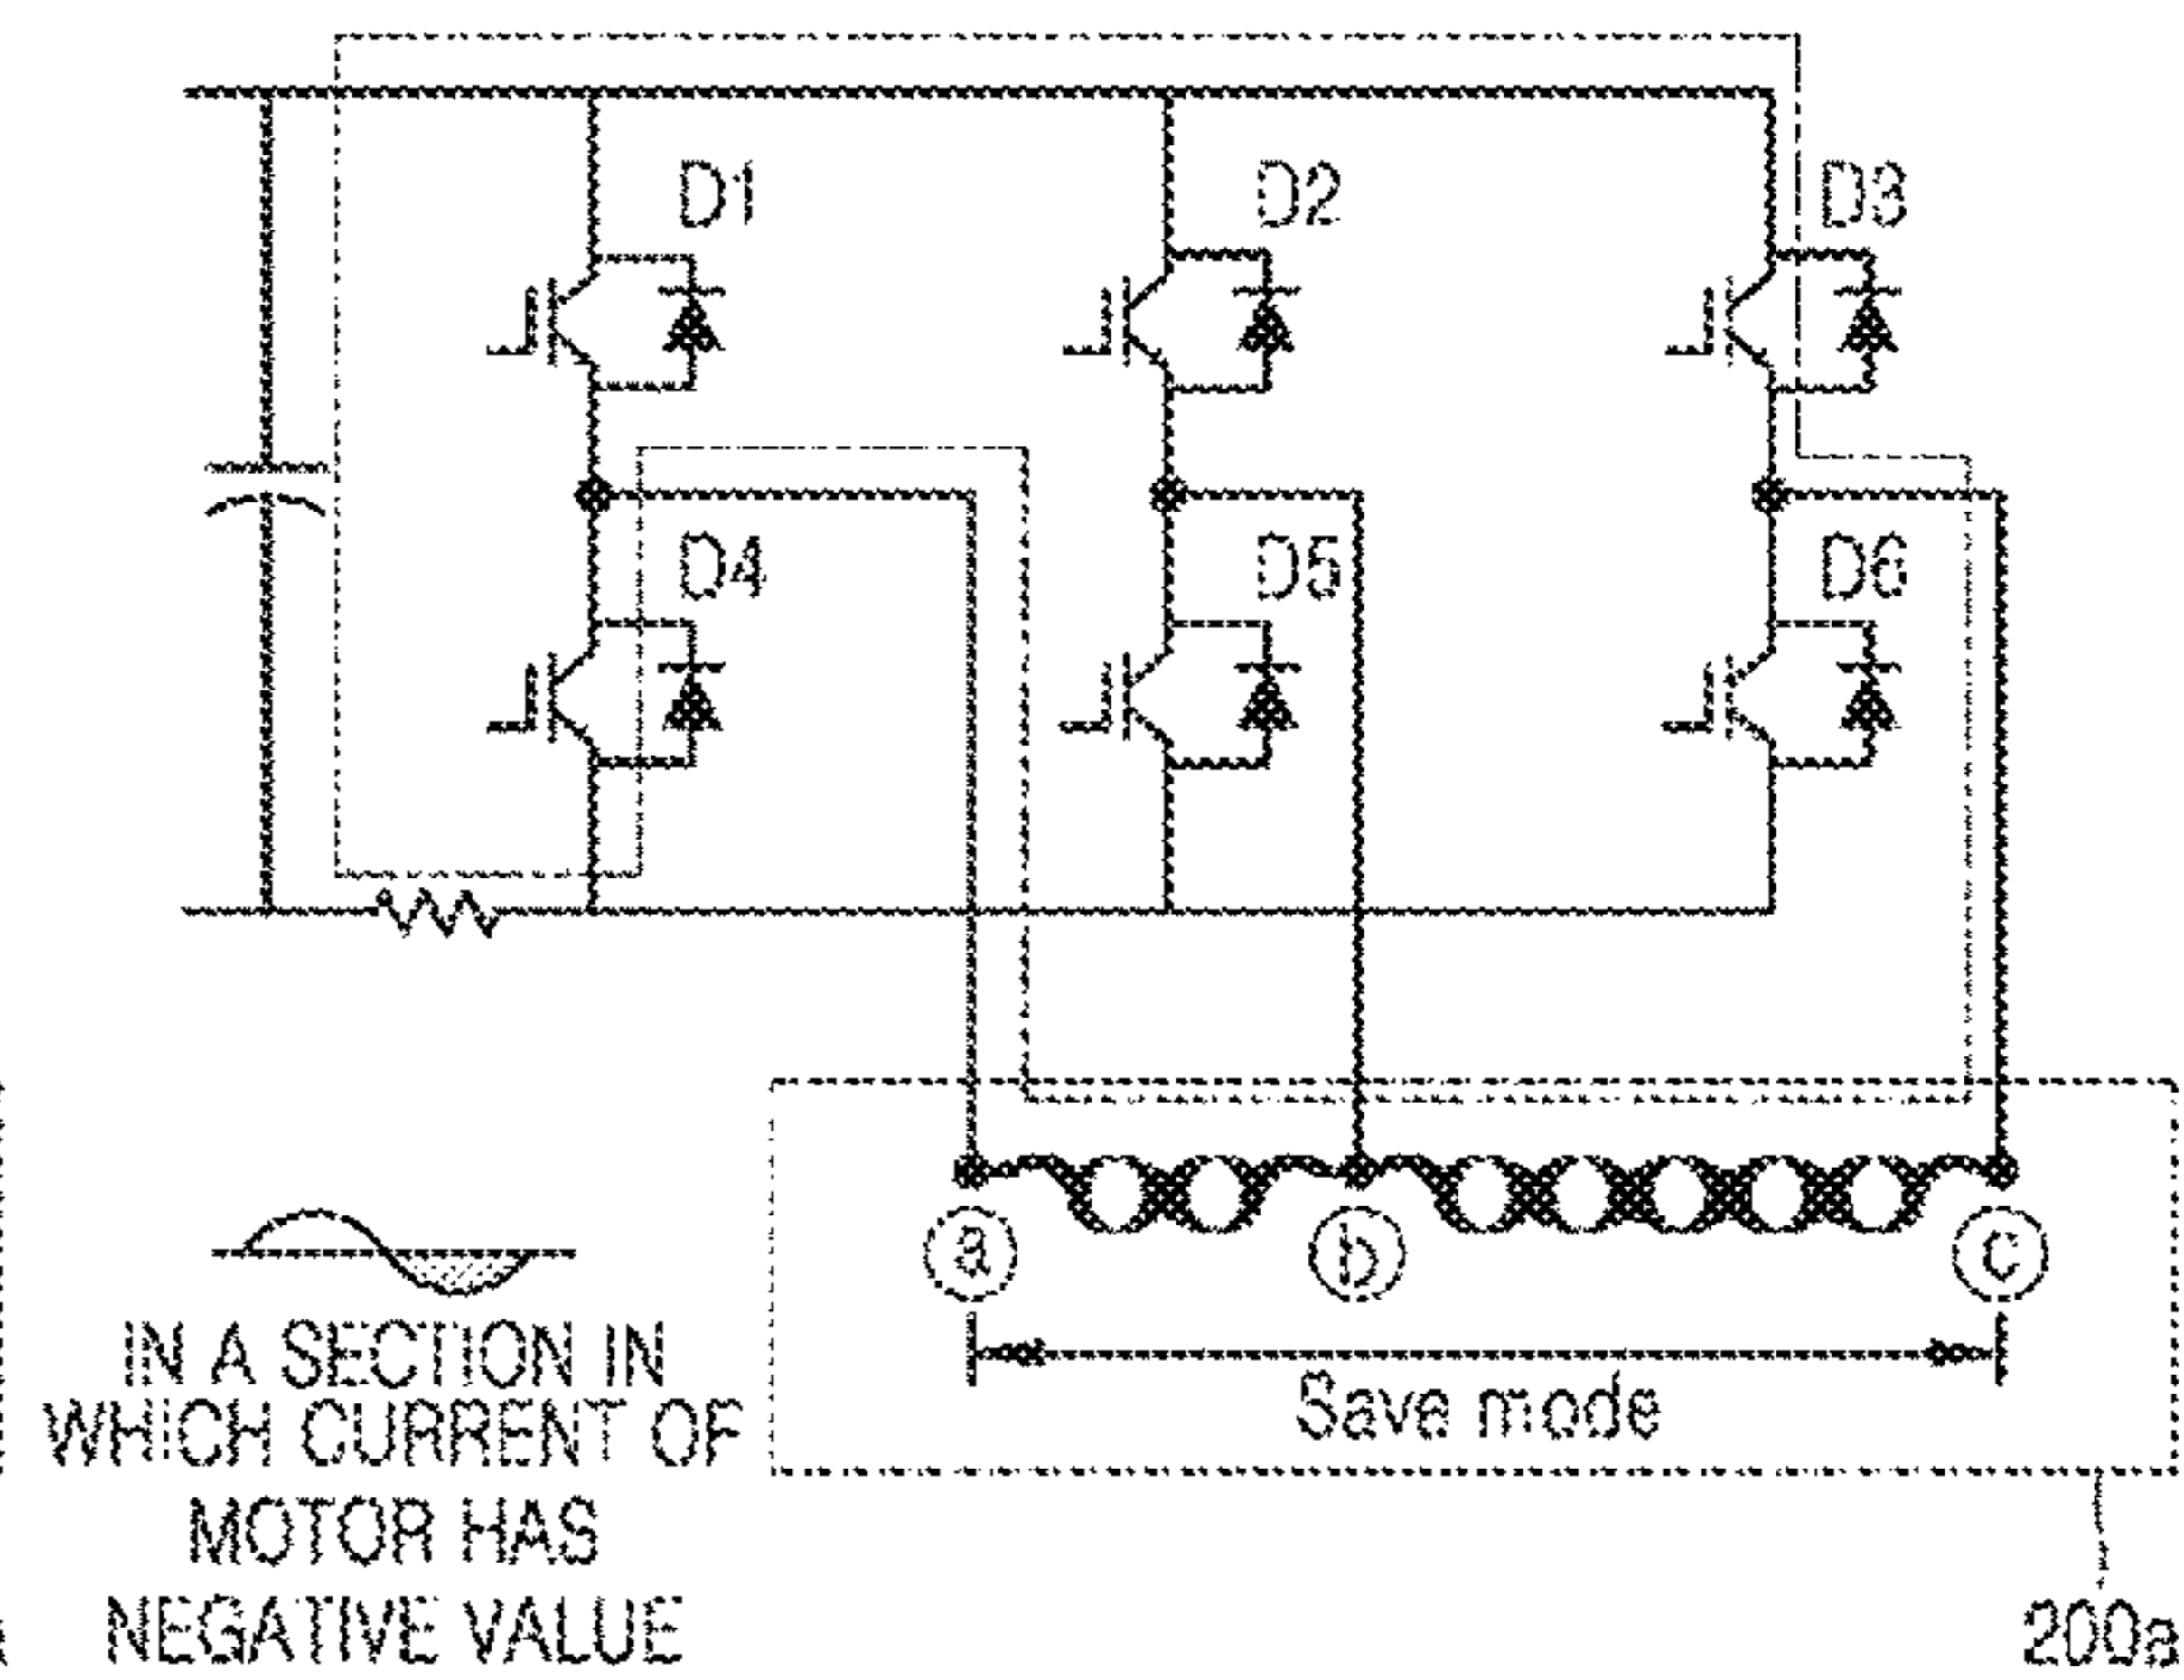 D1
D2
D3
D4
D5
D6
a
b
c
Save mode
IN A SECTION IN
WHICH CURRENT OF
MOTOR HAS
NEGATIVE VALUE
200a